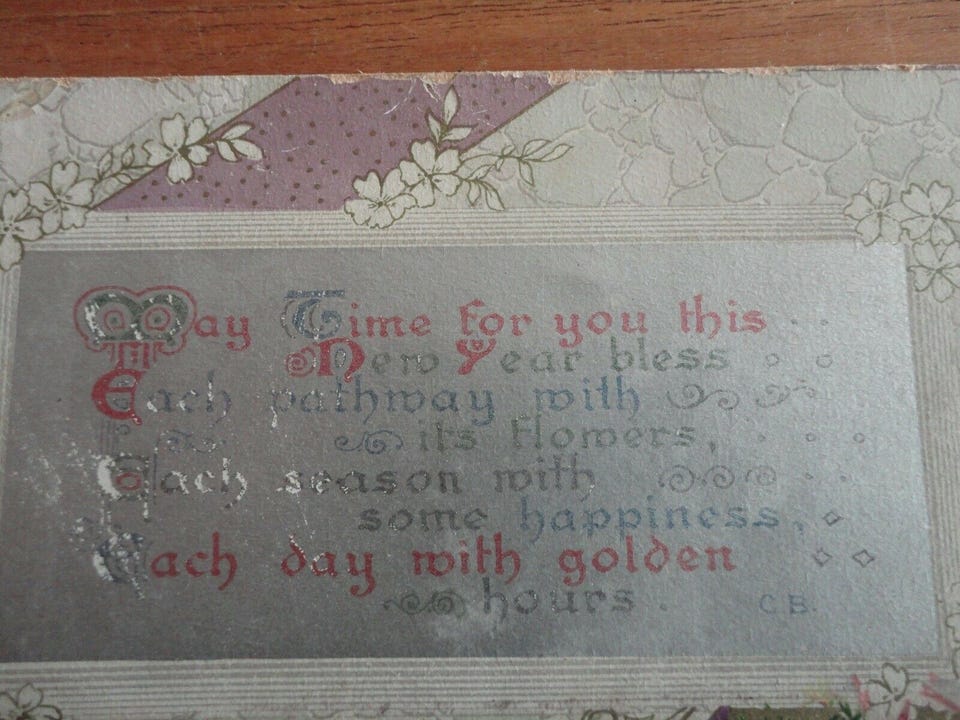 May Time for you this
New Year bless
Each pathway with
its flowers,
Each season with
some happiness,
Each day with golden
hours.
C.B.